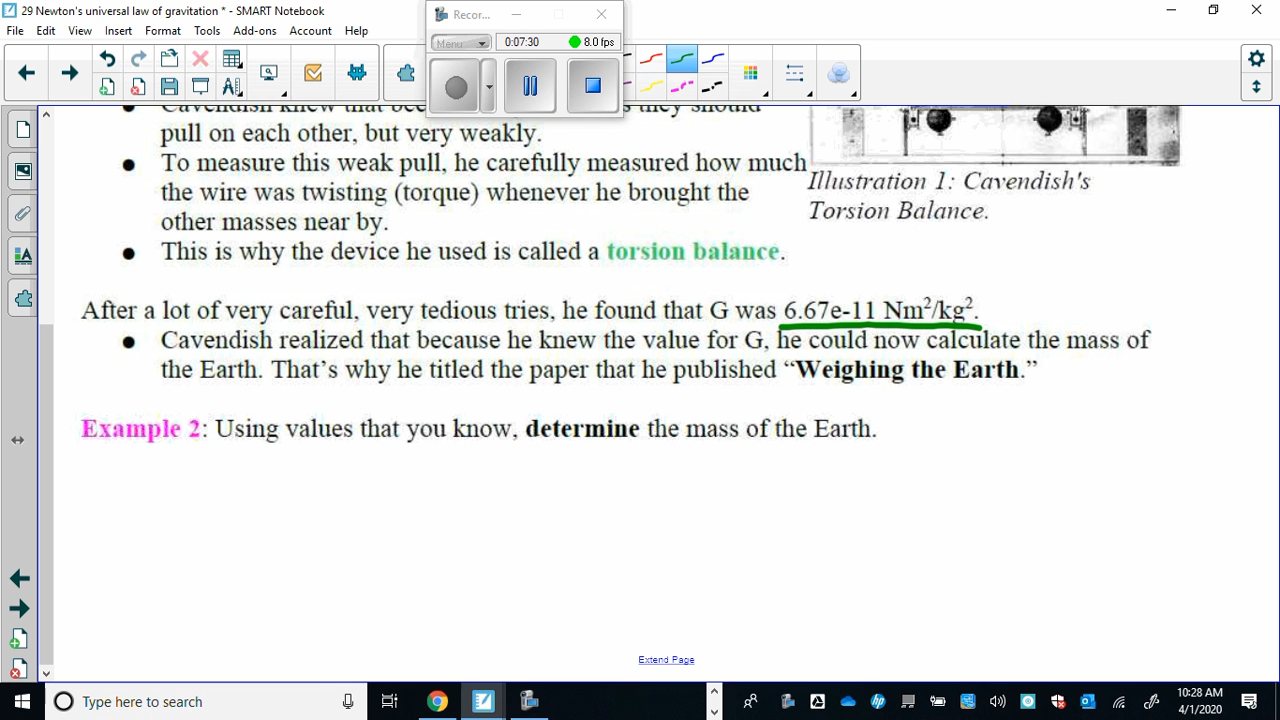 29 Newton's universal law of gravitation * - SMART Notebook
Recor...
File Edit View Insert Format Tools Add-ons Account Help
Menu 0:07:30 8.0 fps
Cavendish knew that they should
pull on each other, but very weakly.
To measure this weak pull, he carefully measured how much
the wire was twisting (torque) whenever he brought the
other masses near by.
This is why the device he used is called a torsion balance.
Illustration 1: Cavendish's
Torsion Balance.
After a lot of very careful, very tedious tries, he found that G was 6.67e-11 Nm²/kg².
Cavendish realized that because he knew the value for G, he could now calculate the mass of
the Earth. That's why he titled the paper that he published “Weighing the Earth.”
Example 2: Using values that you know, determine the mass of the Earth.
Extend Page
Type here to search
10:28 AM
4/1/2020